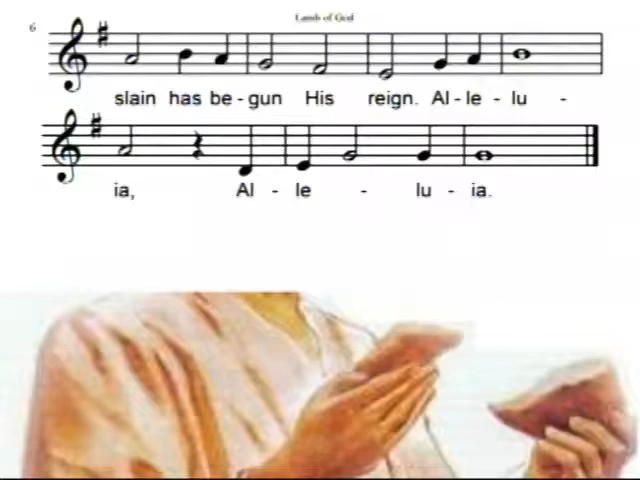 Lamb of God
6
slain has be - gun His reign. Al - le - lu -
ia, Al - le - lu - ia.